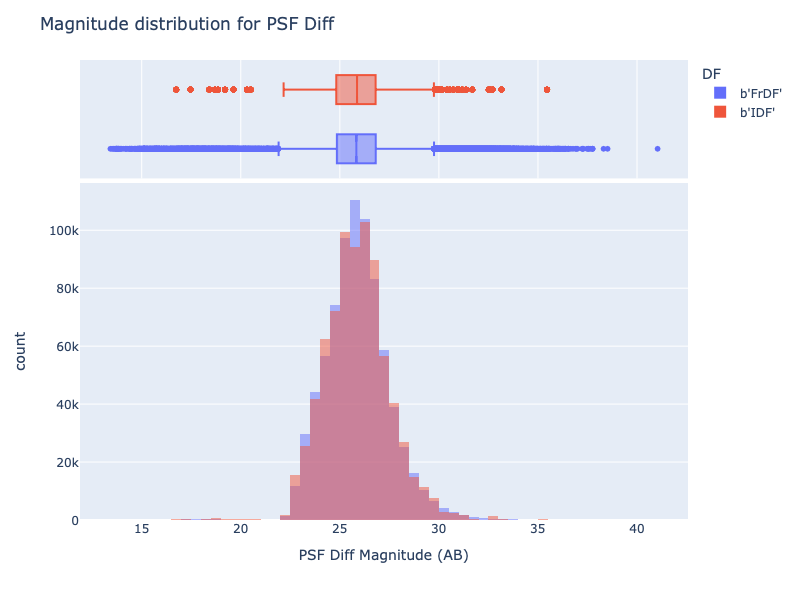 Magnitude distribution for PSF Diff
DF
b'FrDF'
b'IDF'
100k
80k
60k
40k
20k
0
count
15
20
25
30
35
40
PSF Diff Magnitude (AB)